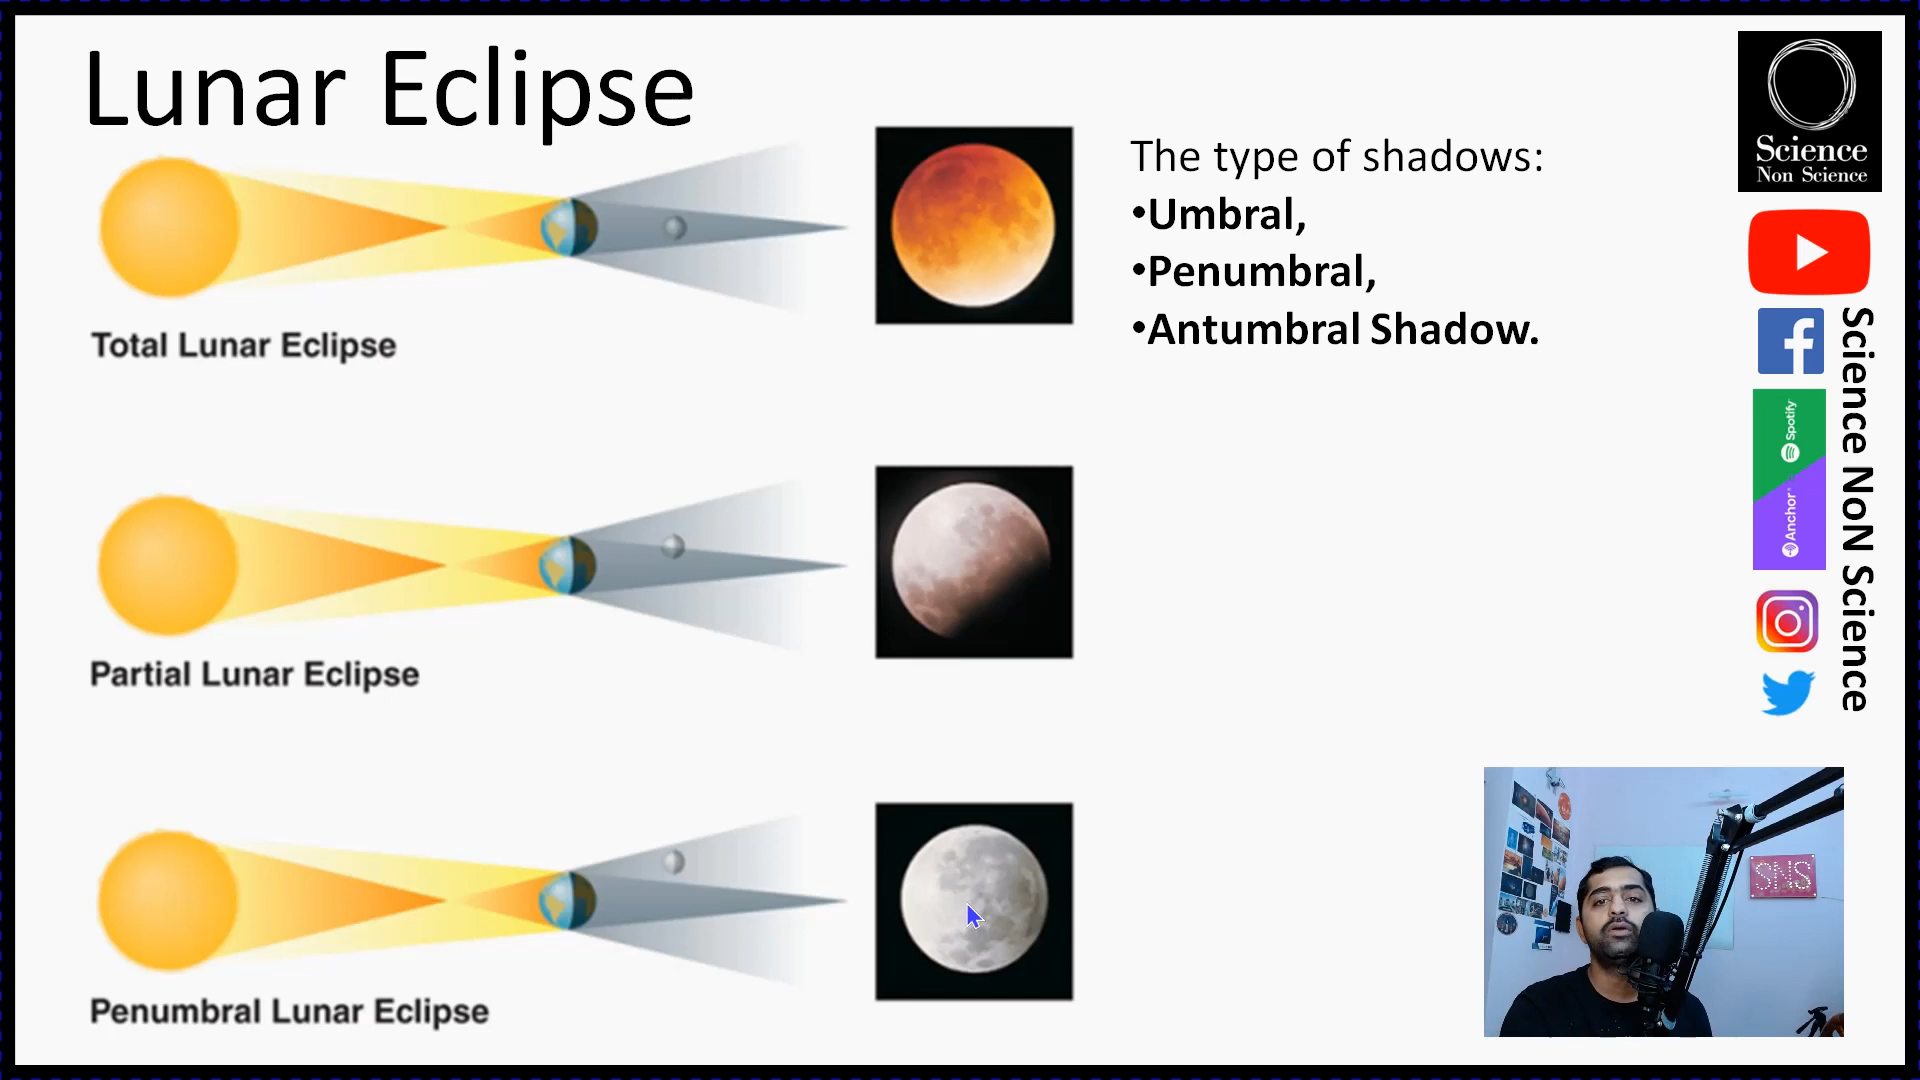 Lunar Eclipse
Total Lunar Eclipse
Partial Lunar Eclipse
Penumbral Lunar Eclipse
The type of shadows:
•Umbral,
•Penumbral,
•Antumbral Shadow.
Science
Non Science
Spotify
Anchor
Science NoN Science
SNS